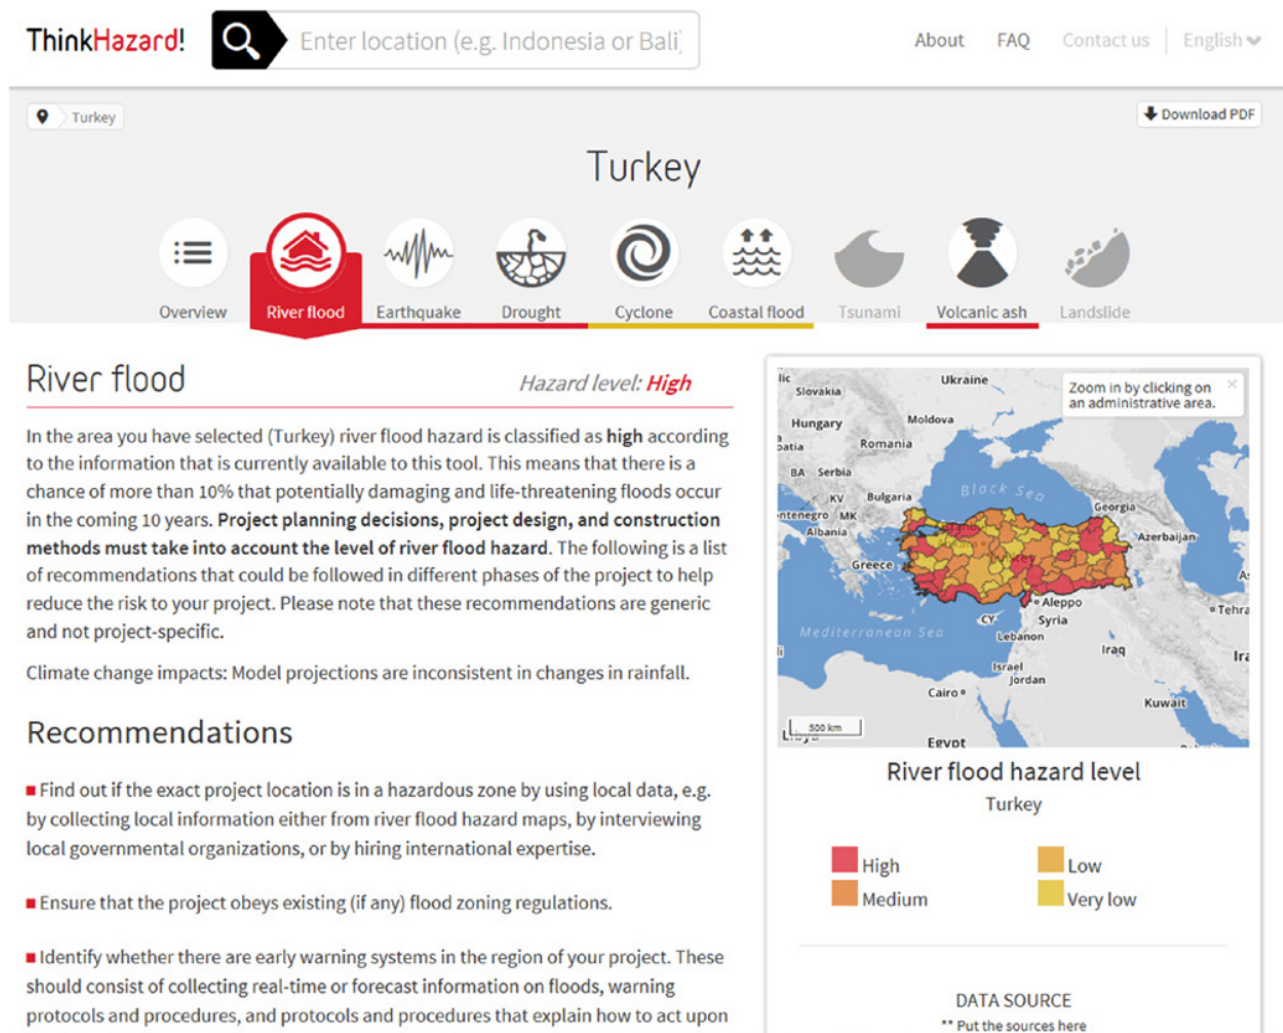 ThinkHazard!
Enter location (e.g. Indonesia or Bali)
About FAQ Contact us English
Turkey
Download PDF
Turkey
Overview River flood Earthquake Drought Cyclone Coastal flood Tsunami Volcanic ash Landslide
River flood
Hazard level: High
In the area you have selected (Turkey) river flood hazard is classified as high according
to the information that is currently available to this tool. This means that there is a
chance of more than 10% that potentially damaging and life-threatening floods occur
in the coming 10 years. Project planning decisions, project design, and construction
methods must take into account the level of river flood hazard. The following is a list
of recommendations that could be followed in different phases of the project to help
reduce the risk to your project. Please note that these recommendations are generic
and not project-specific.
Climate change impacts: Model projections are inconsistent in changes in rainfall.
Recommendations
Find out if the exact project location is in a hazardous zone by using local data, e.g.
by collecting local information either from river flood hazard maps, by interviewing
local governmental organizations, or by hiring international expertise.
Ensure that the project obeys existing (if any) flood zoning regulations.
Identify whether there are early warning systems in the region of your project. These
should consist of collecting real-time or forecast information on floods, warning
protocols and procedures, and protocols and procedures that explain how to act upon
lic
Slovakia
Ukraine
Zoom in by clicking on
an administrative area.
Hungary
Moldova
Romania
BA Serbia
KV
Bulgaria
Black Sea
Georgia
ntenegro MK
Albania
Azerbaijan
Greece
Aleppo
Tehra
CY
Syria
Mediterranean Sea
Lebanon
Iraq
Ira
Israel
Jordan
Cairo
Kuwait
500 km
Egypt
River flood hazard level
Turkey
High
Low
Medium
Very low
DATA SOURCE
** Put the sources here